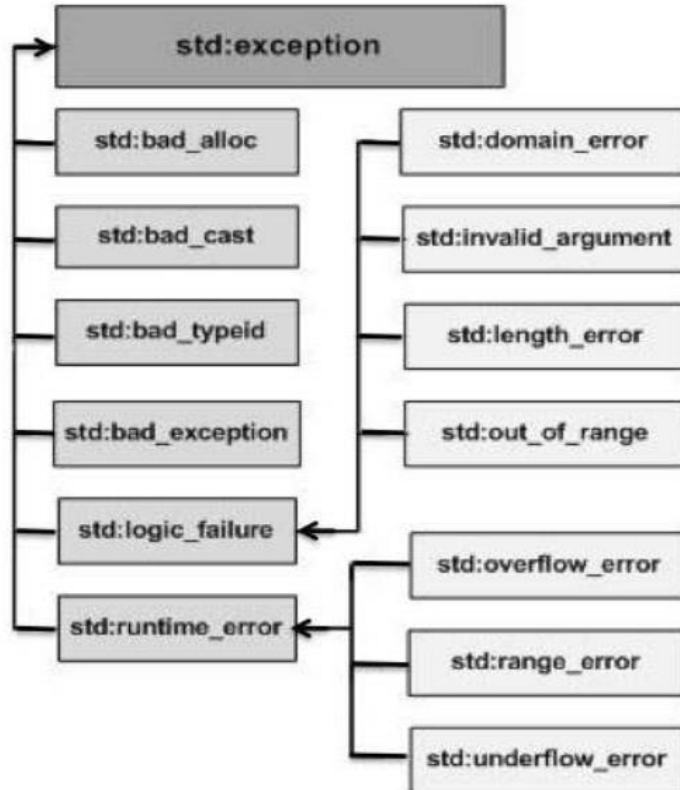 std:exception
std:bad_alloc
std:bad_cast
std:bad_typeid
std:bad_exception
std:logic_failure
std:runtime_error
std:domain_error
std:invalid_argument
std:length_error
std:out_of_range
std:overflow_error
std:range_error
std:underflow_error